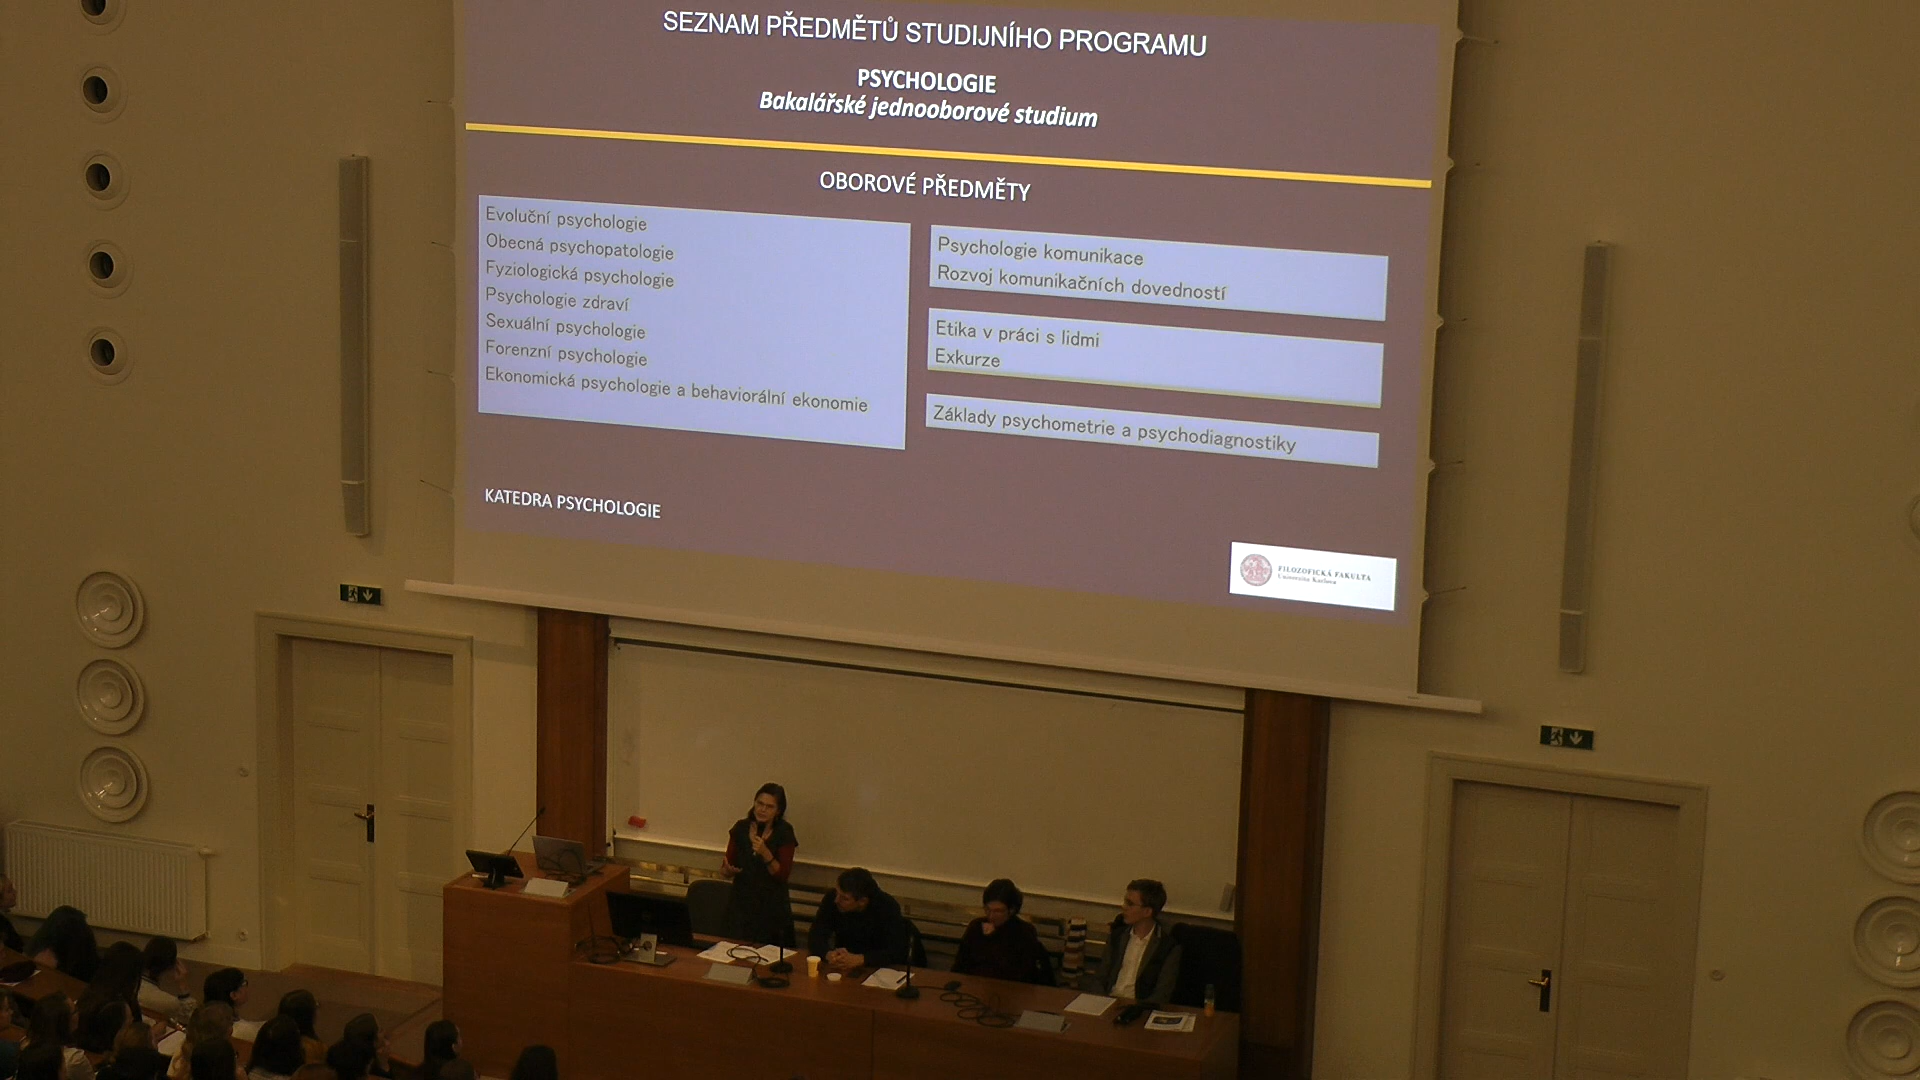 SEZNAM PŘEDMĚTŮ STUDIJNÍHO PROGRAMU
PSYCHOLOGIE
Bakalářské jednooborové studium
OBOROVÉ PŘEDMĚTY
Evoluční psychologie
Obecná psychopatologie
Fyziologická psychologie
Psychologie zdraví
Sexuální psychologie
Forenzní psychologie
Ekonomická psychologie a behaviorální ekonomie
Psychologie komunikace
Rozvoj komunikačních dovedností
Etika v práci s lidmi
Exkurze
Základy psychometrie a psychodiagnostiky
KATEDRA PSYCHOLOGIE
FILOZOFICKÁ FAKULTA
Univerzita Karlova